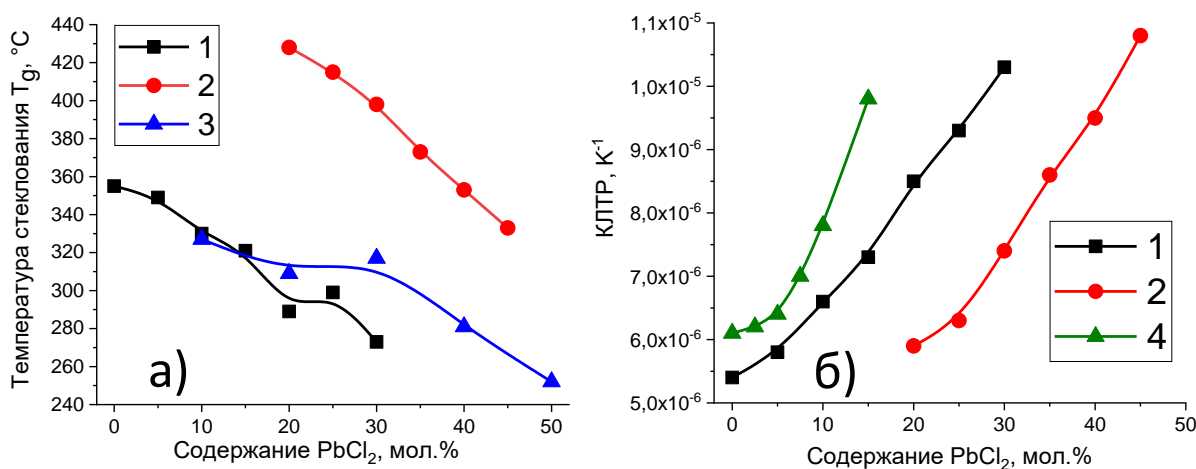 440
420
400
380
360
340
320
300
280
260
240
Температура стеклования Tg, °C
1
2
3
а)
0 10 20 30 40 50
Содержание PbCl2, мол.%
1,1x10-5
1,0x10-5
9,0x10-6
8,0x10-6
7,0x10-6
6,0x10-6
5,0x10-6
КЛТР, К-1
1
2
4
б)
0 10 20 30 40 50
Содержание PbCl2, мол.%